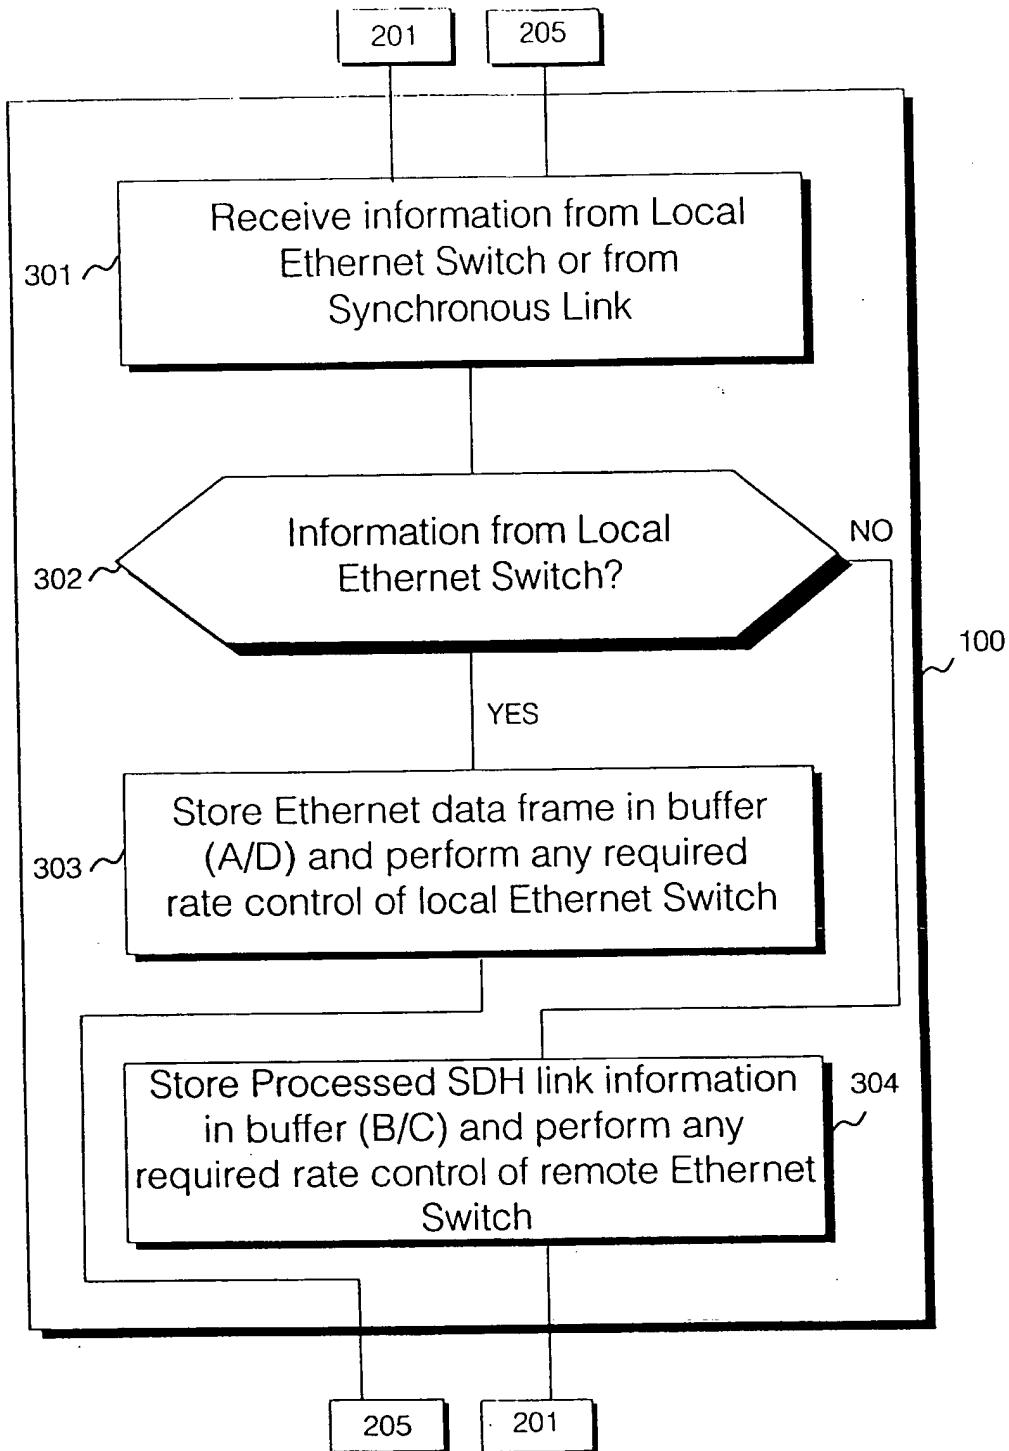 201 205
Receive information from Local
Ethernet Switch or from
Synchronous Link
301
Information from Local
Ethernet Switch?
302
NO
100
YES
Store Ethernet data frame in buffer
(A/D) and perform any required
rate control of local Ethernet Switch
303
Store Processed SDH link information
in buffer (B/C) and perform any
required rate control of remote Ethernet
Switch
304
205 201